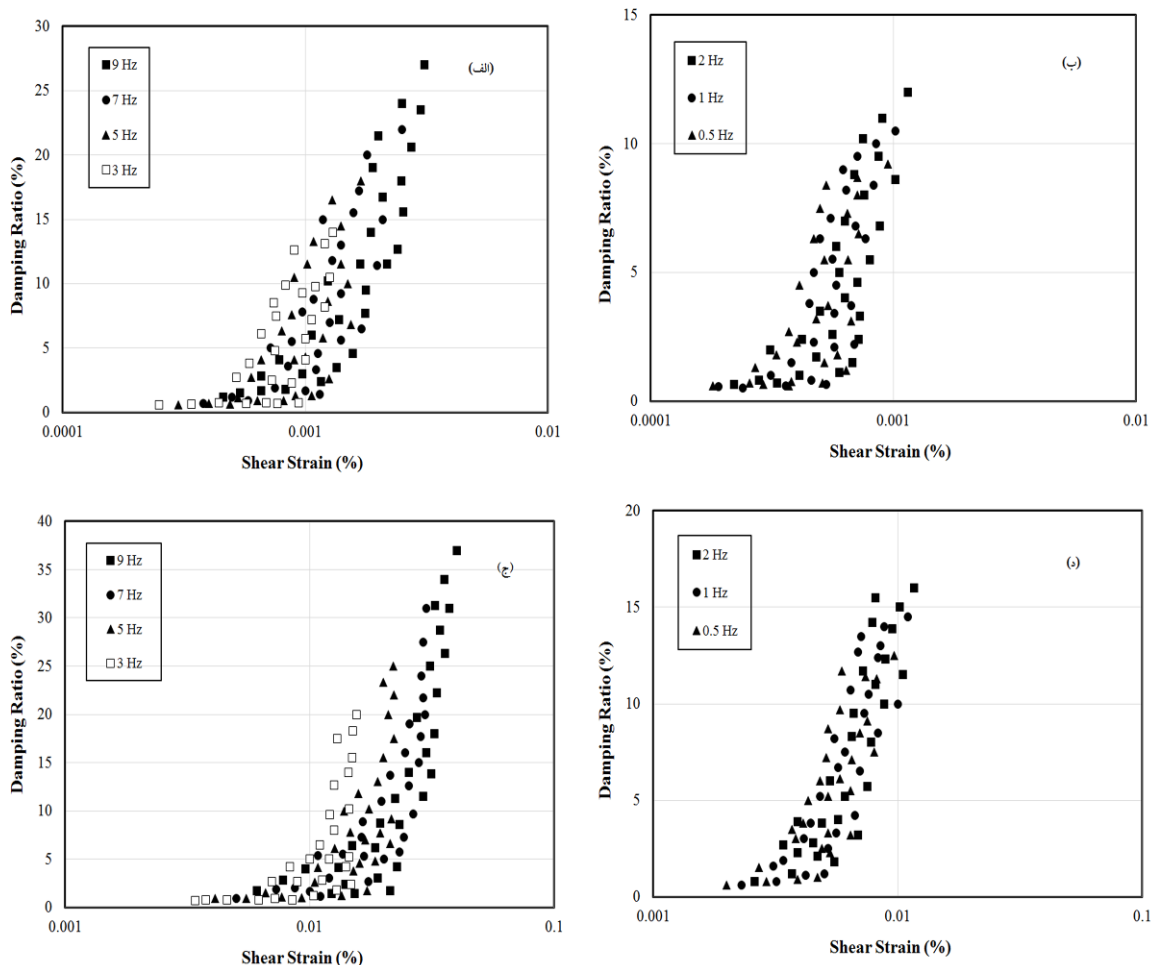 30
25
20
15
10
5
0
Damping Ratio (%)
0.0001
0.001
0.01
Shear Strain (%)
9 Hz
7 Hz
5 Hz
3 Hz
(الف)
15
10
5
0
Damping Ratio (%)
0.0001
0.001
0.01
Shear Strain (%)
2 Hz
1 Hz
0.5 Hz
(ب)
40
35
30
25
20
15
10
5
0
Damping Ratio (%)
0.001
0.01
0.1
Shear Strain (%)
9 Hz
7 Hz
5 Hz
3 Hz
(ج)
20
15
10
5
0
Damping Ratio (%)
0.001
0.01
0.1
Shear Strain (%)
2 Hz
1 Hz
0.5 Hz
(د)